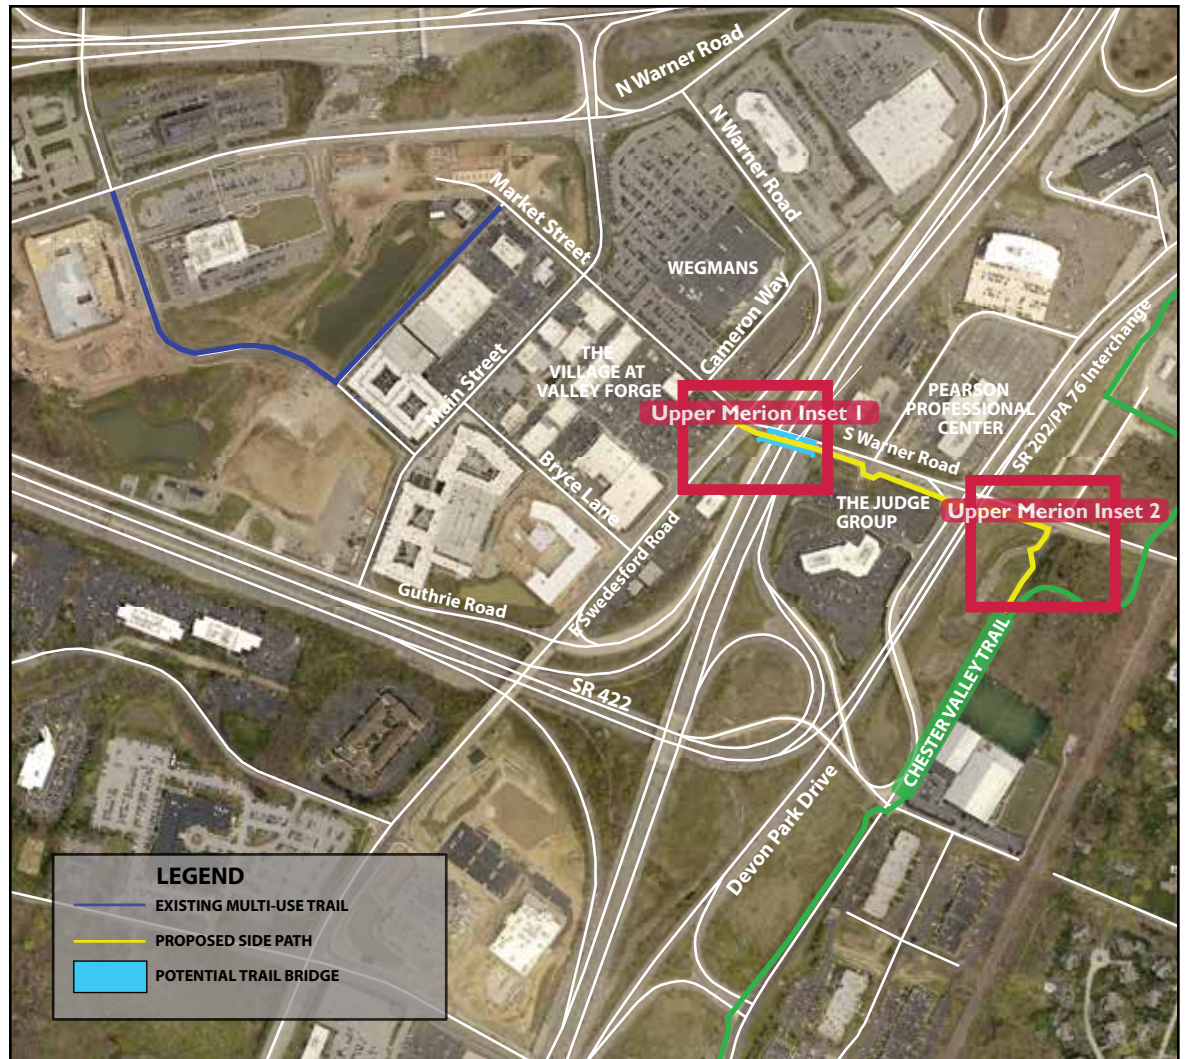 N Warner Road
N Warner Road
Market Street
WEGMANS
Cameron Way
THE
VILLAGE AT
VALLEY FORGE
Main Street
Upper Merion Inset 1
PEARSON
PROFESSIONAL
CENTER
SR 202/PA 76 Interchange
S Warner Road
Bryce Lane
THE JUDGE
GROUP
Upper Merion Inset 2
E Swedesford Road
Guthrie Road
SR 422
CHESTER VALLEY TRAIL
Devon Park Drive
LEGEND
EXISTING MULTI-USE TRAIL
PROPOSED SIDE PATH
POTENTIAL TRAIL BRIDGE